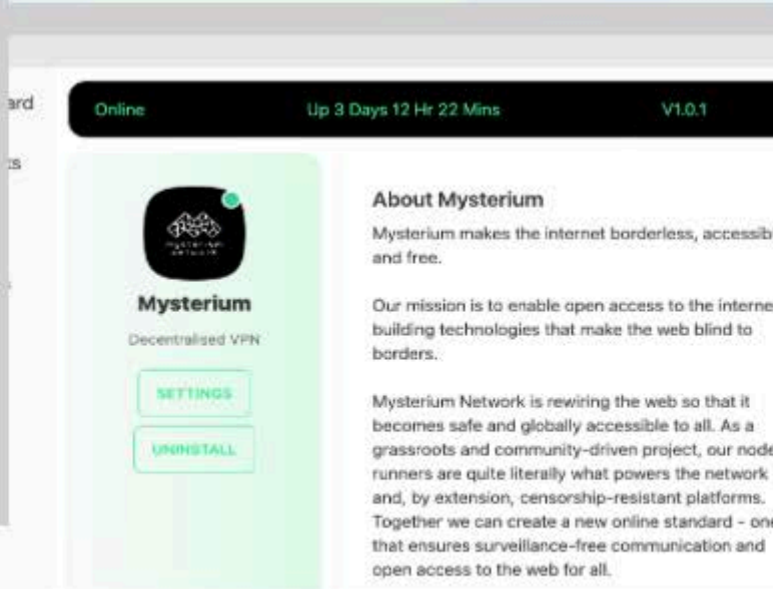 ard
Online Up 3 Days 12 Hr 22 Mins V1.0.1
ts
mysterium
network
Mysterium
Decentralised VPN
SETTINGS
UNINSTALL
About Mysterium
Mysterium makes the internet borderless, accessib
and free.
Our mission is to enable open access to the interne
building technologies that make the web blind to
borders.
Mysterium Network is rewiring the web so that it
becomes safe and globally accessible to all. As a
grassroots and community-driven project, our node
runners are quite literally what powers the network
and, by extension, censorship-resistant platforms.
Together we can create a new online standard - one
that ensures surveillance-free communication and
open access to the web for all.